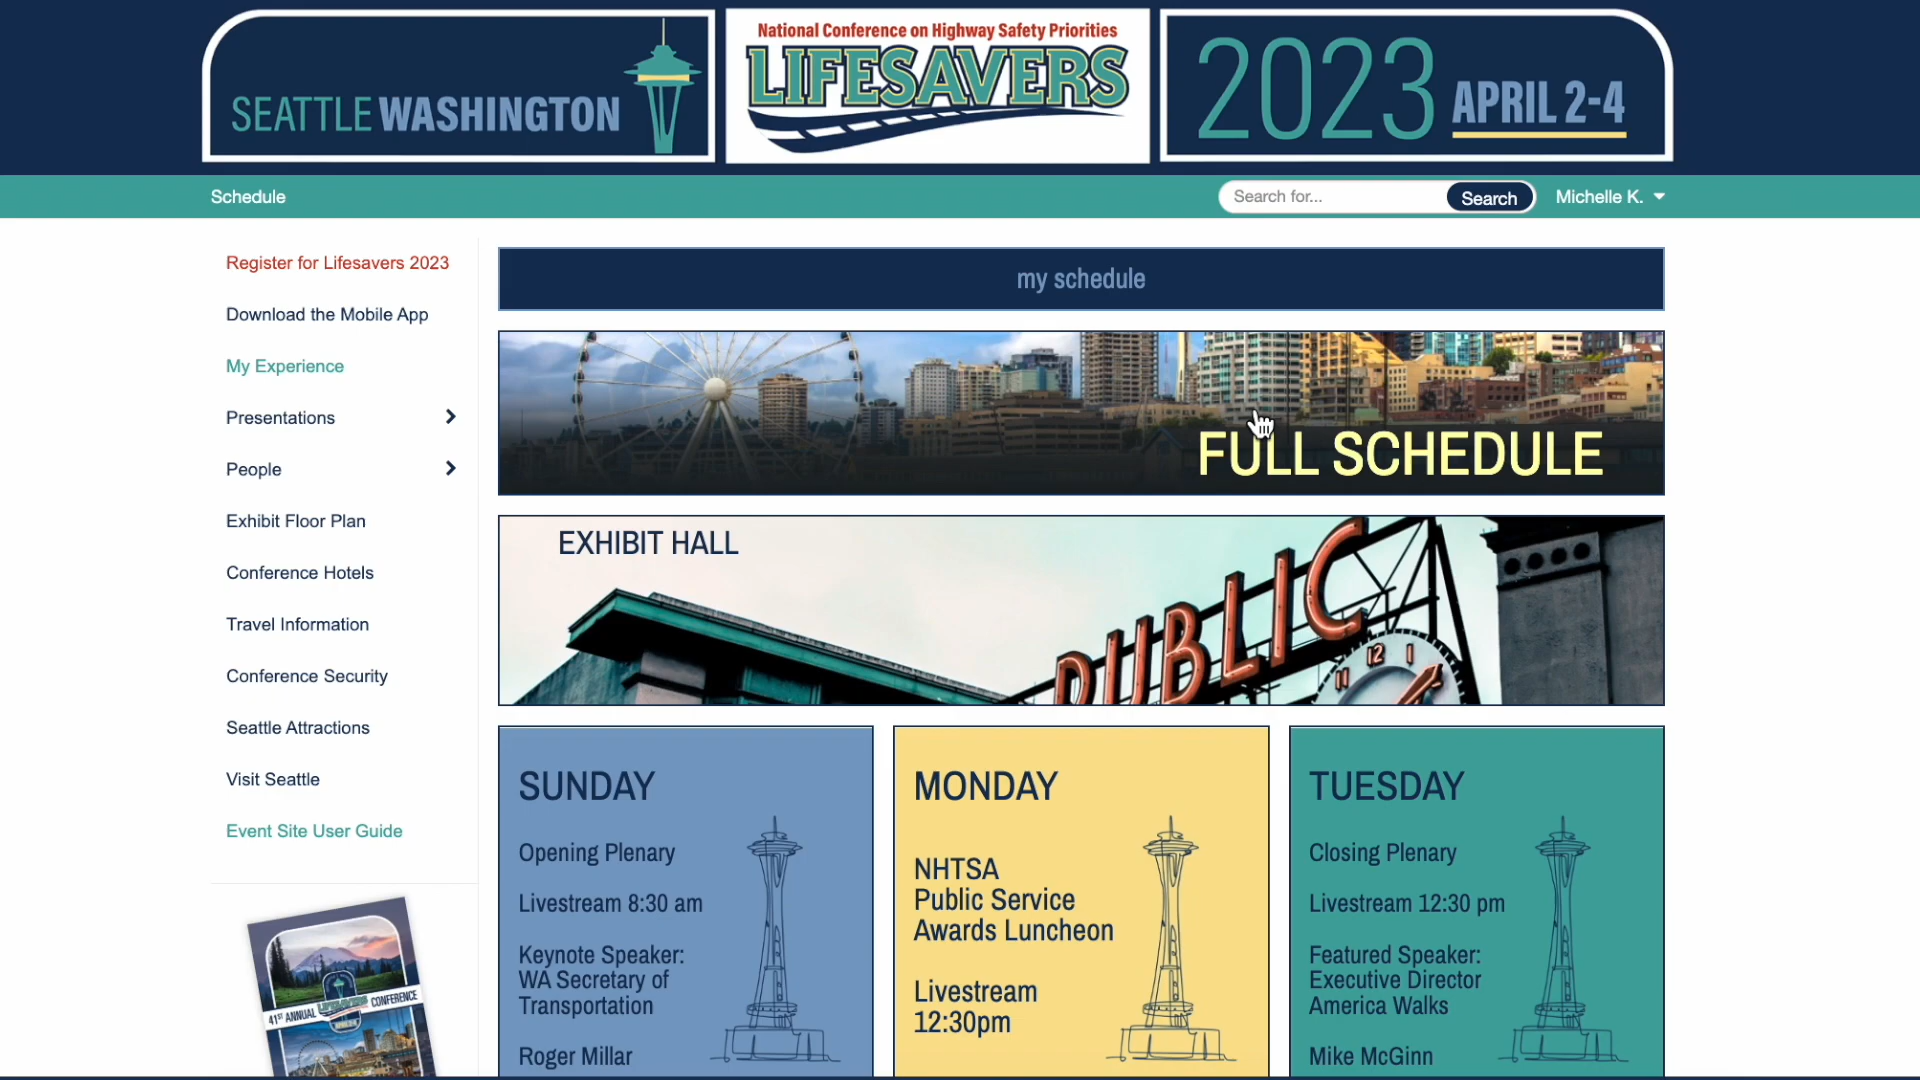 SEATTLE WASHINGTON
National Conference on Highway Safety Priorities
LIFESAVERS
2023 APRIL 2-4
Schedule
Search for...
Search
Michelle K.
Register for Lifesavers 2023
Download the Mobile App
My Experience
Presentations
People
Exhibit Floor Plan
Conference Hotels
Travel Information
Conference Security
Seattle Attractions
Visit Seattle
Event Site User Guide
41ST ANNUAL LIFESAVERS CONFERENCE
my schedule
FULL SCHEDULE
EXHIBIT HALL
PUBLIC
12 1
11
SUNDAY
Opening Plenary
Livestream 8:30 am
Keynote Speaker:
WA Secretary of
Transportation
Roger Millar
MONDAY
NHTSA
Public Service
Awards Luncheon
Livestream
12:30pm
TUESDAY
Closing Plenary
Livestream 12:30 pm
Featured Speaker:
Executive Director
America Walks
Mike McGinn